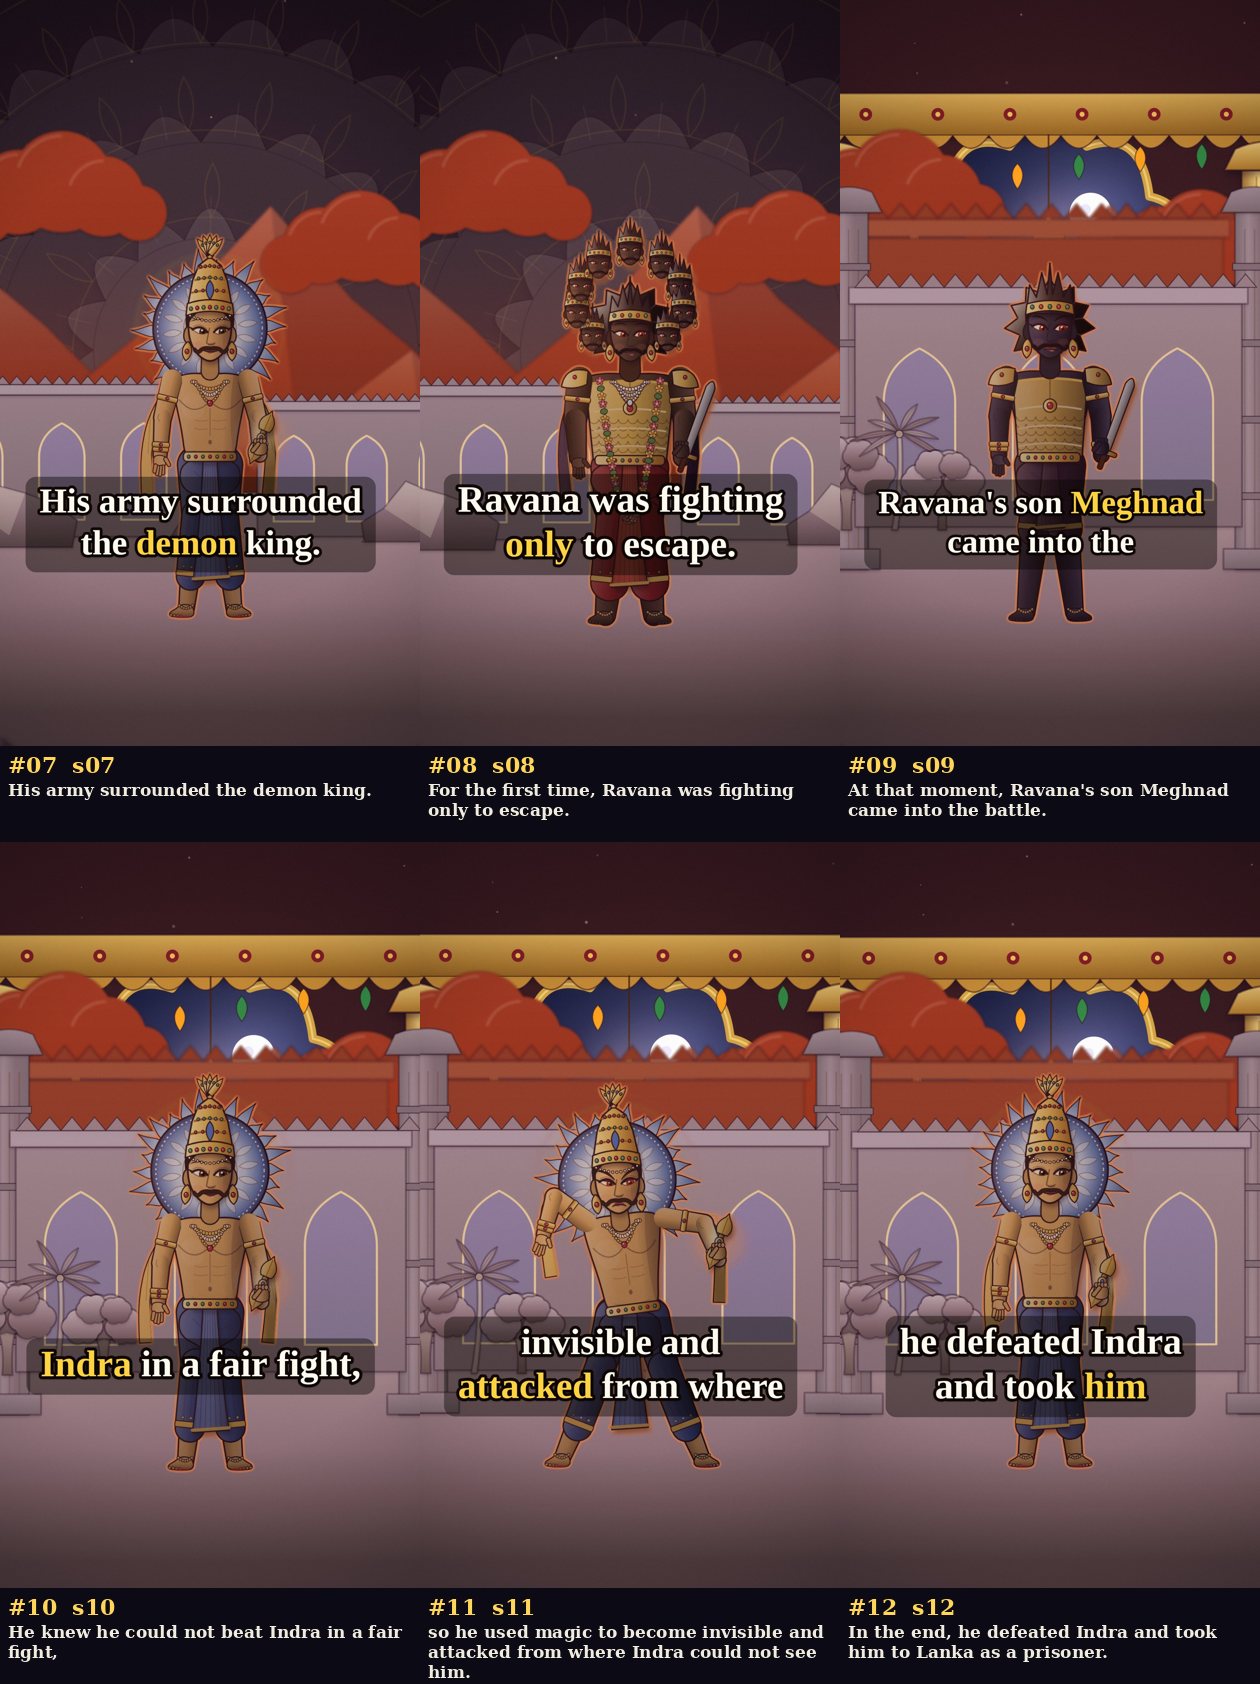 His army surrounded
the demon king.
Ravana was fighting
only to escape.
Ravana's son Meghnad
came into the
#07 s07
His army surrounded the demon king.
#08 s08
For the first time, Ravana was fighting
only to escape.
#09 s09
At that moment, Ravana's son Meghnad
came into the battle.
Indra in a fair fight,
invisible and
attacked from where
he defeated Indra
and took him
#10 s10
He knew he could not beat Indra in a fair
fight,
#11 s11
so he used magic to become invisible and
attacked from where Indra could not see
him.
#12 s12
In the end, he defeated Indra and took
him to Lanka as a prisoner.